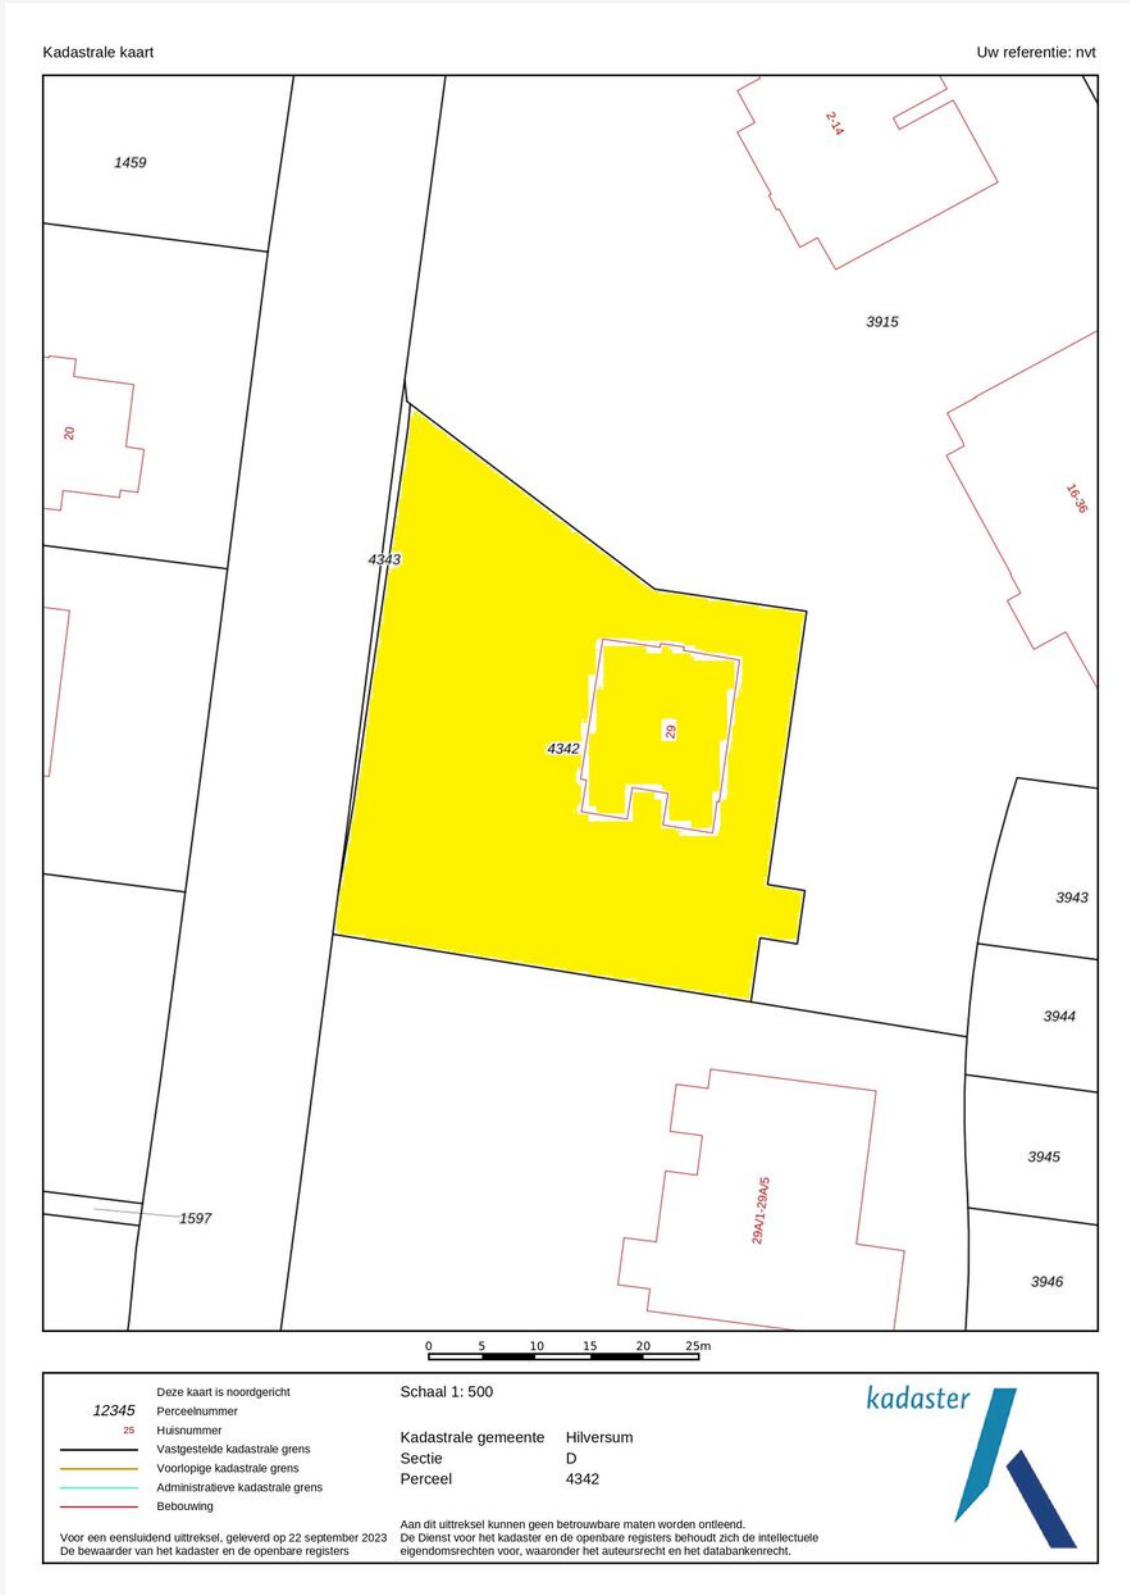 Kadastrale kaart
Uw referentie: nvt
2-14
1459
3915
20
16-36
4343
29
4342
3943
3944
29A/1-29A/5
3945
1597
3946
0 5 10 15 20 25m
Deze kaart is noordgericht
12345 Perceelnummer
25 Huisnummer
Vastgestelde kadastrale grens
Voorlopige kadastrale grens
Administratieve kadastrale grens
Bebouwing
Voor een eensluidend uittreksel, geleverd op 22 september 2023
De bewaarder van het kadaster en de openbare registers
Schaal 1: 500
Kadastrale gemeente Hilversum
Sectie D
Perceel 4342
Aan dit uittreksel kunnen geen betrouwbare maten worden ontleend.
De Dienst voor het kadaster en de openbare registers behoudt zich de intellectuele
eigendomsrechten voor, waaronder het auteursrecht en het databankenrecht.
kadaster